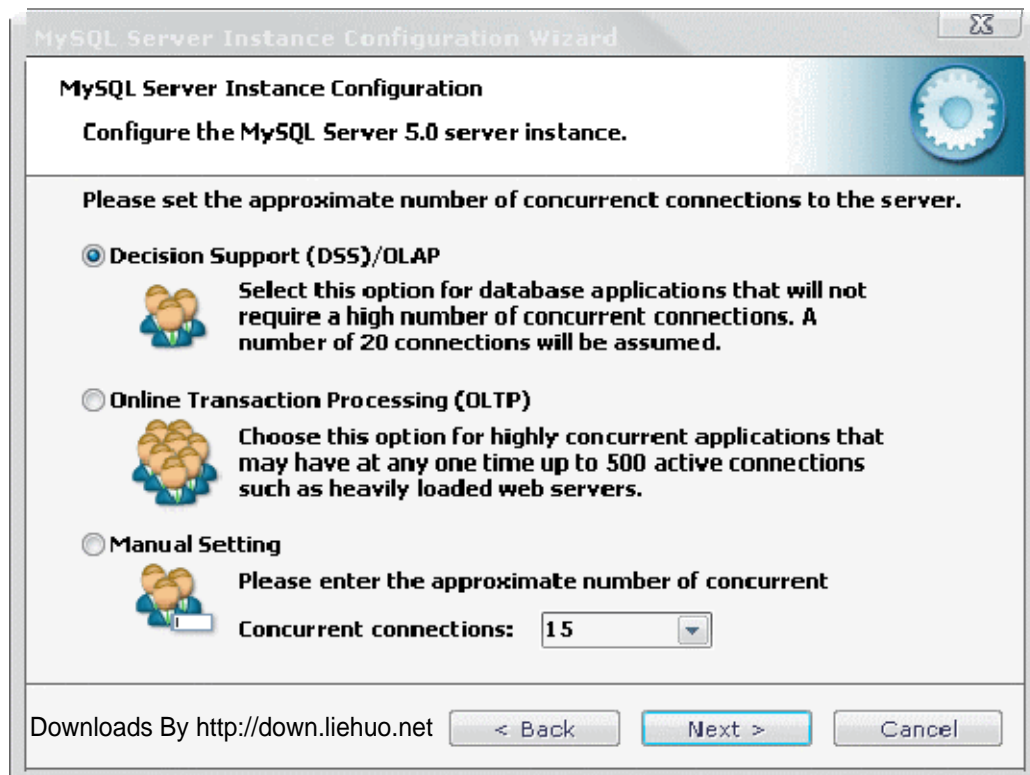 MySQL Server Instance Configuration Wizard
MySQL Server Instance Configuration
Configure the MySQL Server 5.0 server instance.
Please set the approximate number of concurrenct connections to the server.
Decision Support (DSS)/OLAP
Select this option for database applications that will not
require a high number of concurrent connections. A
number of 20 connections will be assumed.
Online Transaction Processing (OLTP)
Choose this option for highly concurrent applications that
may have at any one time up to 500 active connections
such as heavily loaded web servers.
Manual Setting
Please enter the approximate number of concurrent
Concurrent connections: 15
Downloads By http://down.liehuo.net < Back Next > Cancel